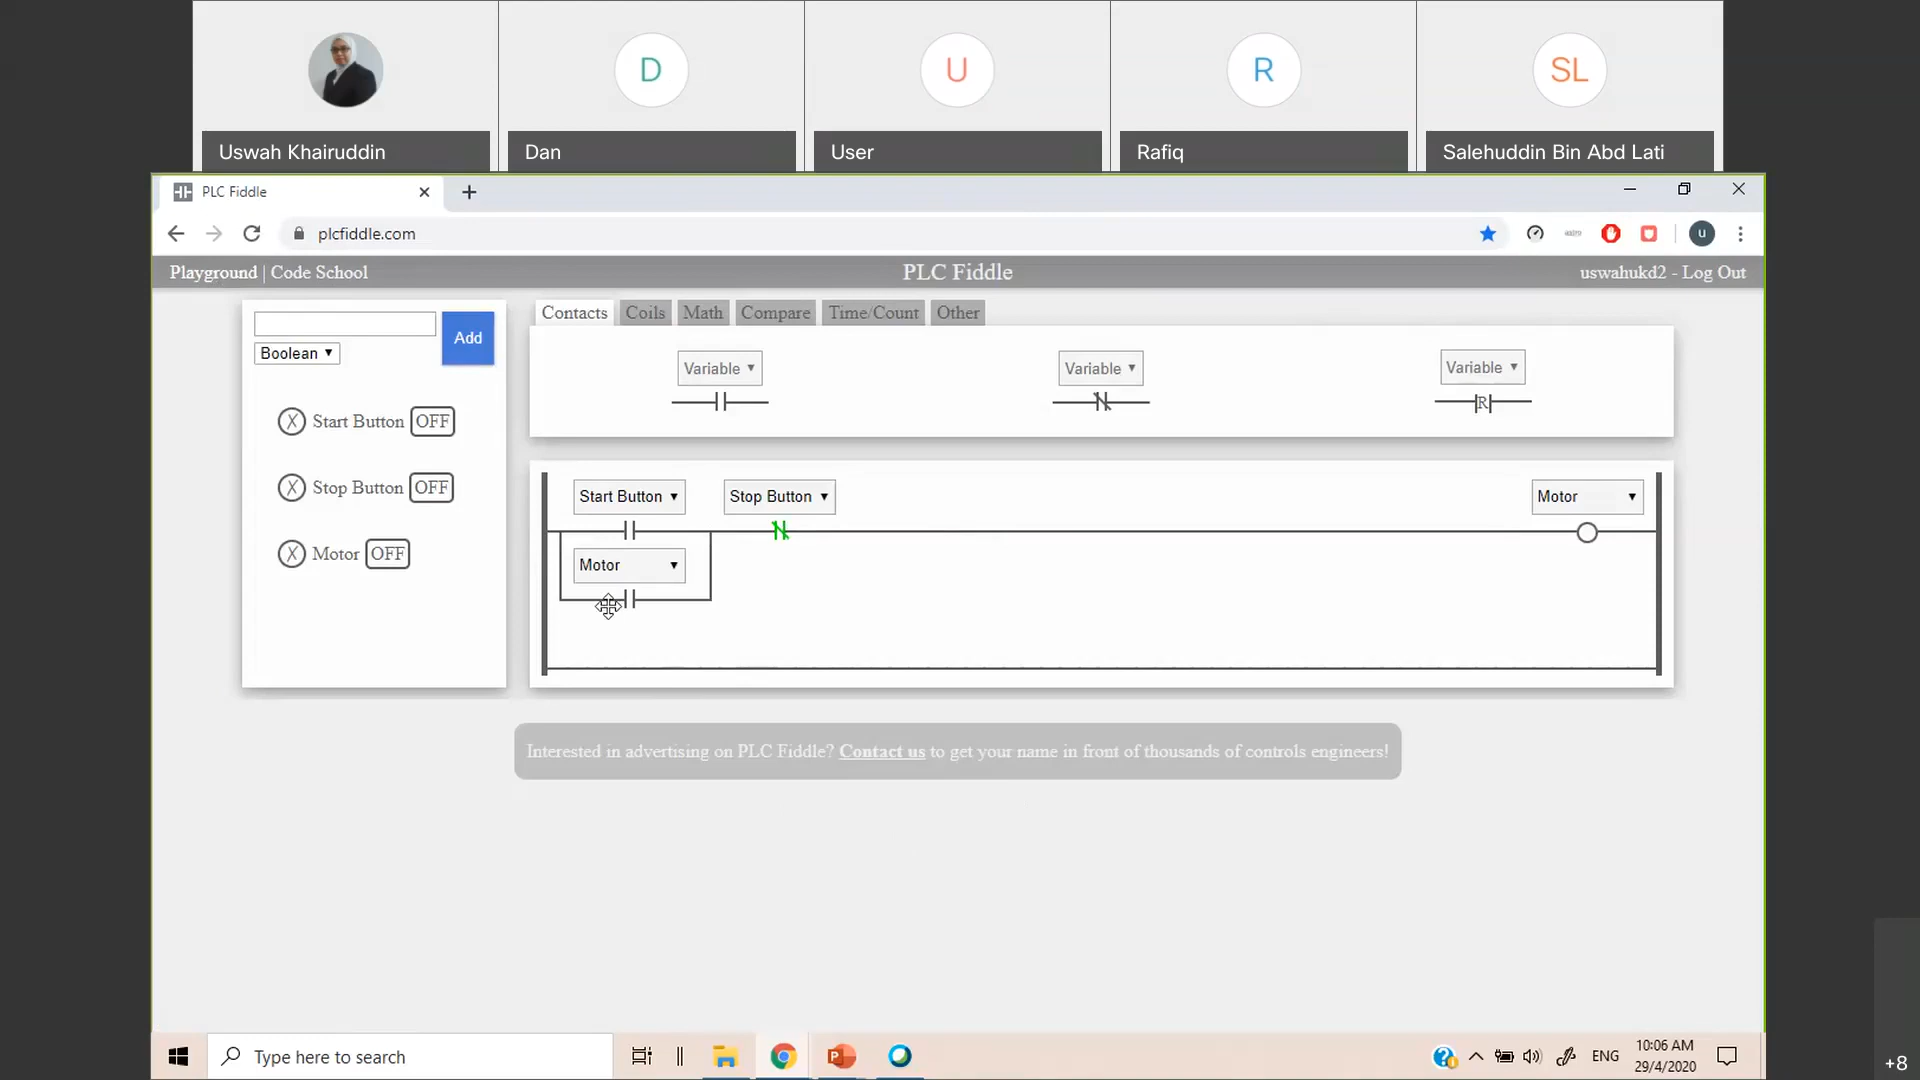 D
U
R
SL
Uswah Khairuddin
Dan
User
Rafiq
Salehuddin Bin Abd Lati
PLC Fiddle
plcfiddle.com
u
Playground | Code School
PLC Fiddle
uswahukd2 - Log Out
Add
Boolean
X Start Button OFF
X Stop Button OFF
X Motor OFF
Contacts
Coils
Math
Compare
Time/Count
Other
Variable
Variable
Variable
R
Start Button
Stop Button
Motor
Motor
Interested in advertising on PLC Fiddle? Contact us to get your name in front of thousands of controls engineers!
Type here to search
ENG
10:06 AM
29/4/2020
+8